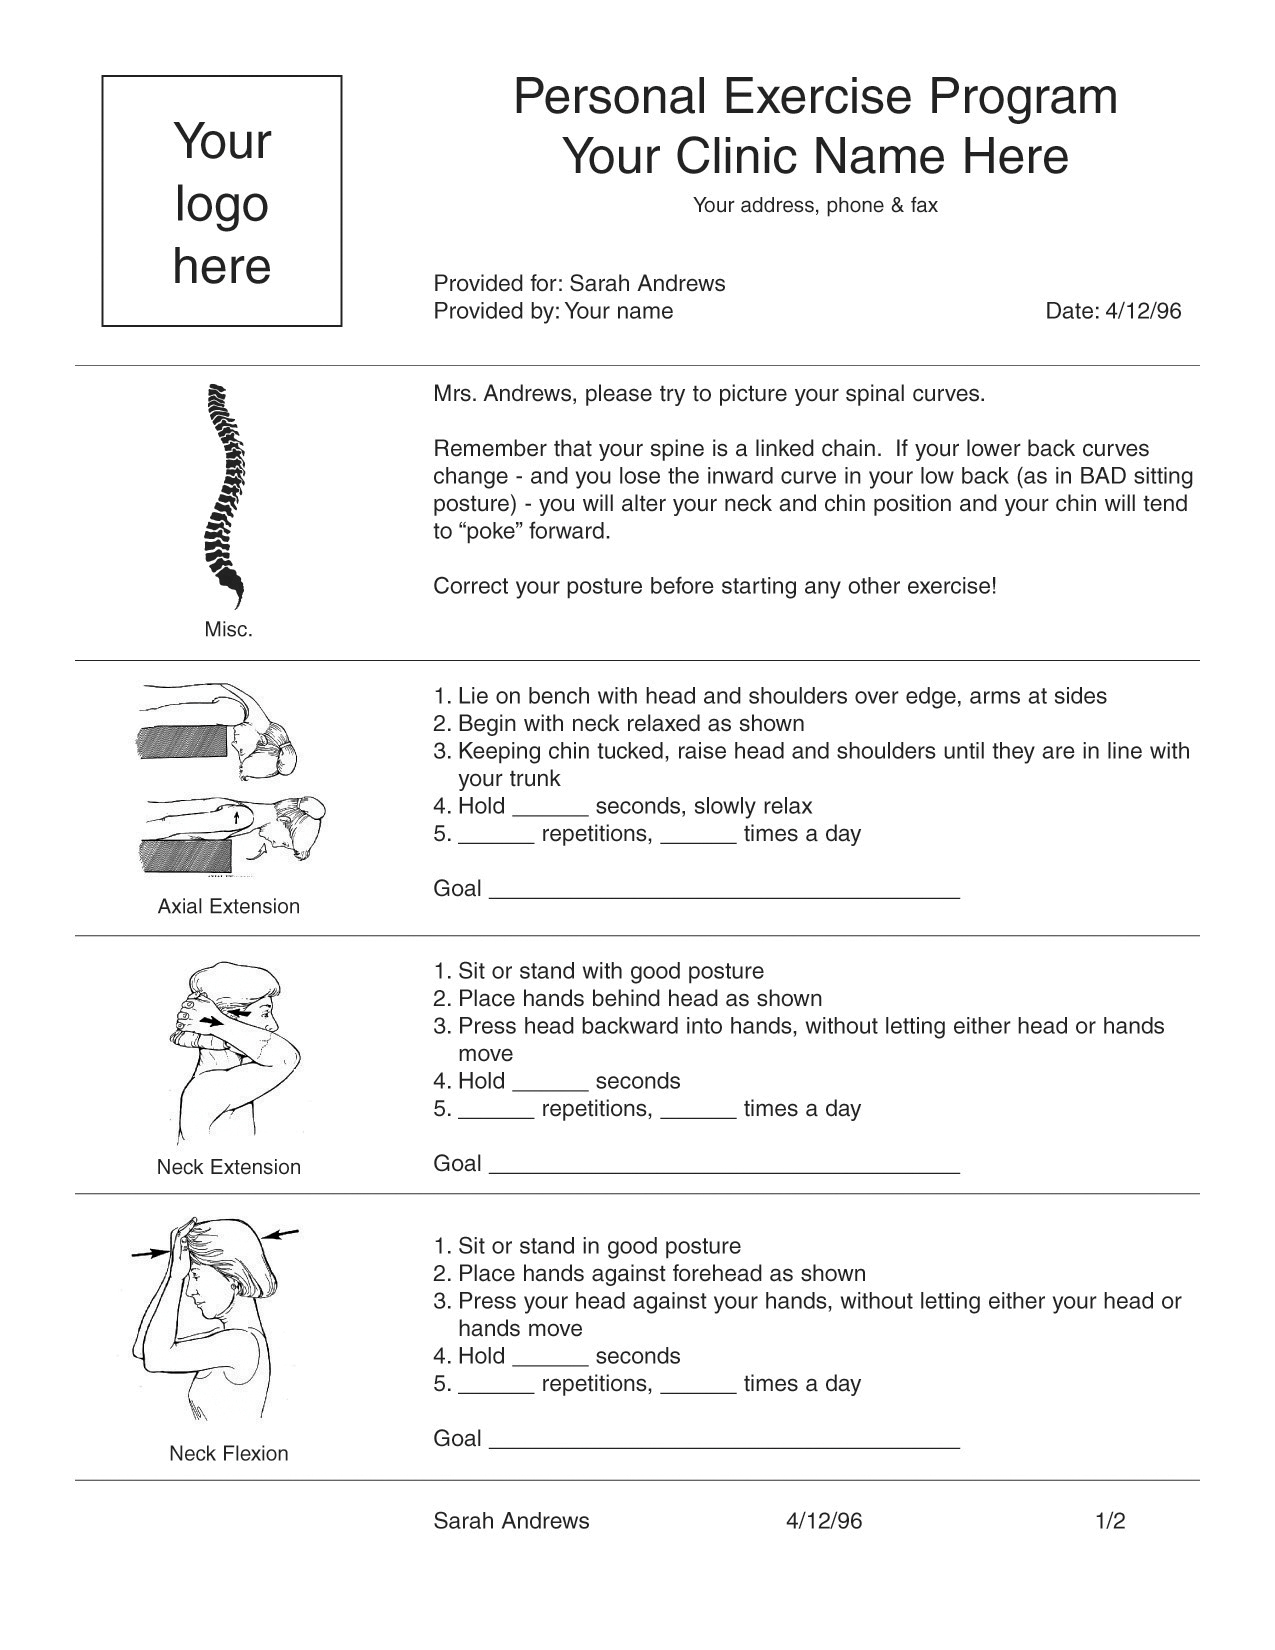 Your
logo
here
Personal Exercise Program
Your Clinic Name Here
Your address, phone & fax
Provided for: Sarah Andrews
Provided by: Your name
Date: 4/12/96
Mrs. Andrews, please try to picture your spinal curves.
Remember that your spine is a linked chain.  If your lower back curves
change - and you lose the inward curve in your low back (as in BAD sitting
posture) - you will alter your neck and chin position and your chin will tend
to “poke” forward.
Correct your posture before starting any other exercise!
Misc.
1. Lie on bench with head and shoulders over edge, arms at sides
2. Begin with neck relaxed as shown
3. Keeping chin tucked, raise head and shoulders until they are in line with
your trunk
4. Hold ______ seconds, slowly relax
5. ______ repetitions, ______ times a day
Goal ______________________________________
Axial Extension
1. Sit or stand with good posture
2. Place hands behind head as shown
3. Press head backward into hands, without letting either head or hands
move
4. Hold ______ seconds
5. ______ repetitions, ______ times a day
Goal ______________________________________
Neck Extension
1. Sit or stand in good posture
2. Place hands against forehead as shown
3. Press your head against your hands, without letting either your head or
hands move
4. Hold ______ seconds
5. ______ repetitions, ______ times a day
Goal ______________________________________
Neck Flexion
Sarah Andrews
4/12/96
1/2